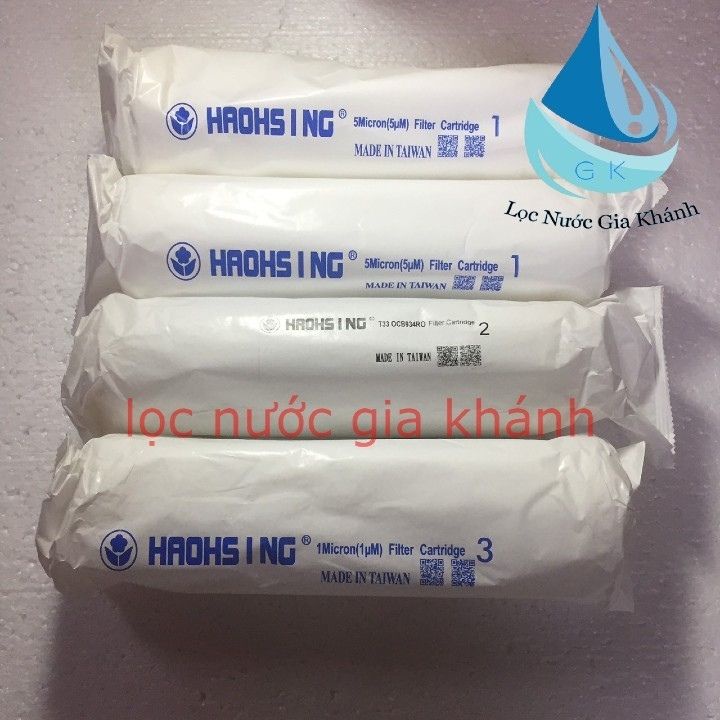 HAOHSING® 5Micron(5µM) Filter Cartridge 1
MADE IN TAIWAN
G K
Lọc Nước Gia Khánh
HAOHSING® 5Micron(5µM) Filter Cartridge 1
MADE IN TAIWAN
HAOHSING® T33 OCB934RO Filter Cartridge 2
MADE IN TAIWAN
lọc nước gia khánh
HAOHSING® 1Micron(1µM) Filter Cartridge 3
MADE IN TAIWAN